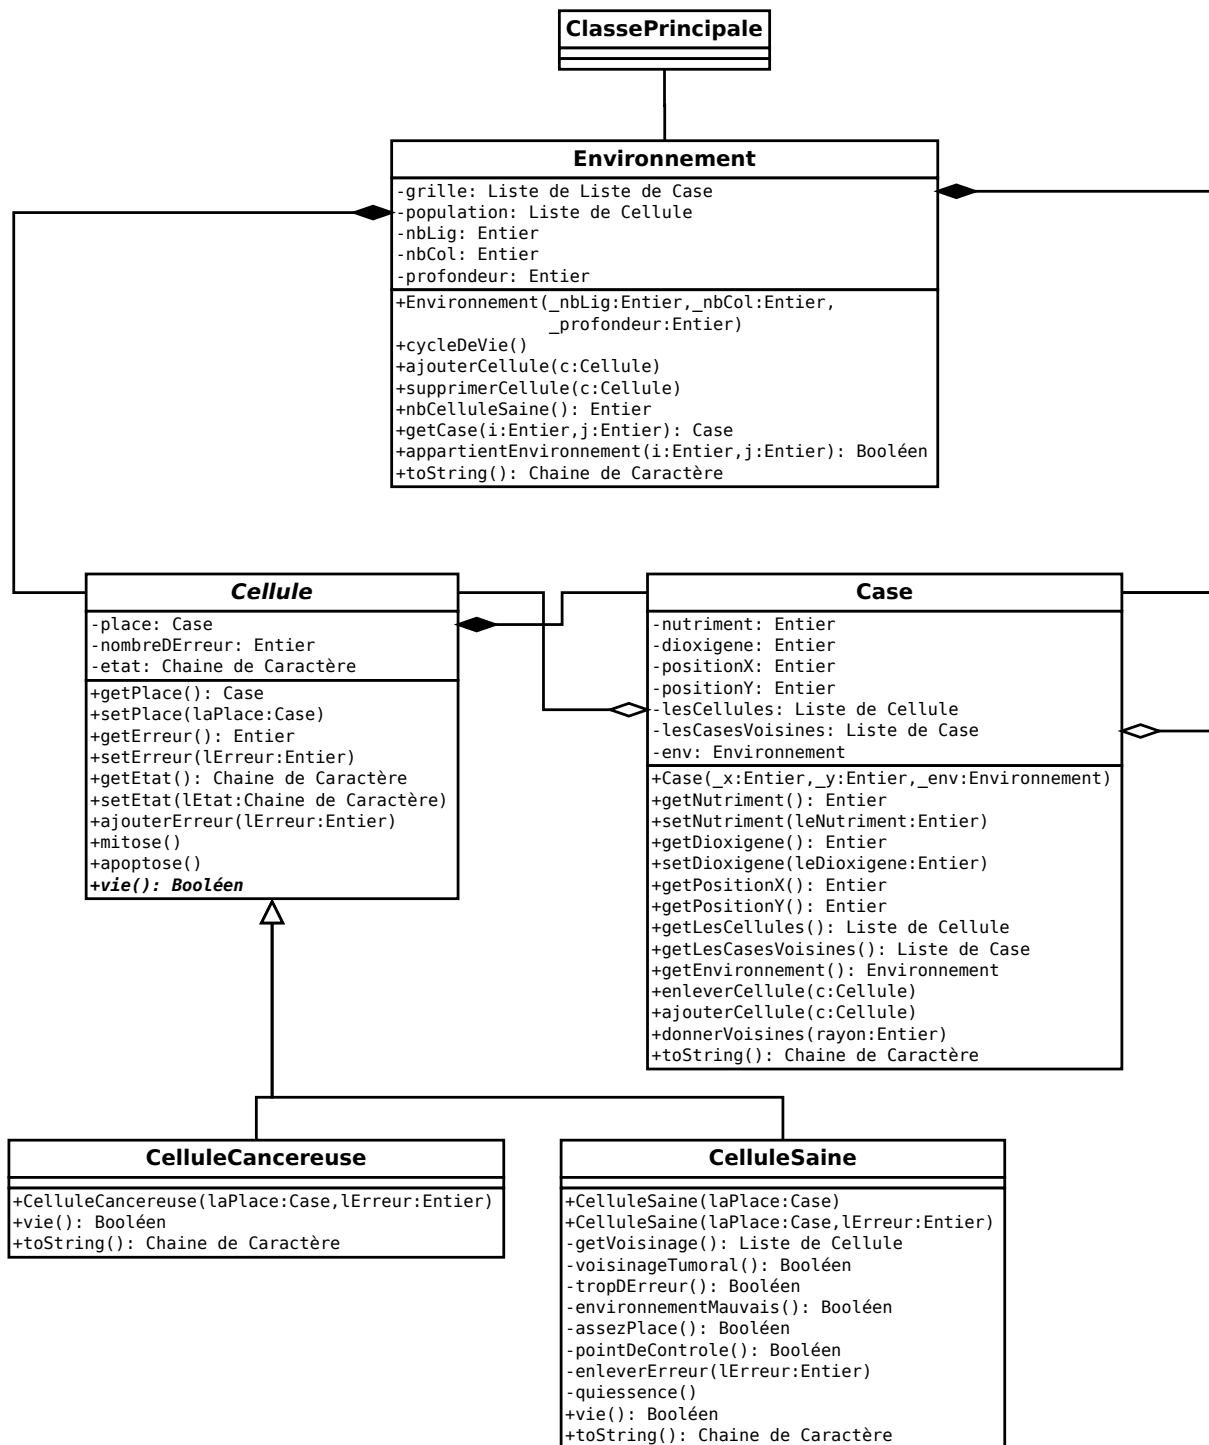 ClassePrincipale
Environnement
-grille: Liste de Liste de Case
-population: Liste de Cellule
-nbLig: Entier
-nbCol: Entier
-profondeur: Entier
+Environnement(_nbLig:Entier,_nbCol:Entier,
_profondeur:Entier)
+cycleDeVie()
+ajouterCellule(c:Cellule)
+supprimerCellule(c:Cellule)
+nbCelluleSaine(): Entier
+getCase(i:Entier,j:Entier): Case
+appartientEnvironnement(i:Entier,j:Entier): Booléen
+toString(): Chaine de Caractère
Cellule
-place: Case
-nombreDErreur: Entier
-etat: Chaine de Caractère
+getPlace(): Case
+setPlace(laPlace:Case)
+getErreur(): Entier
+setErreur(lErreur:Entier)
+getEtat(): Chaine de Caractère
+setEtat(lEtat:Chaine de Caractère)
+ajouterErreur(lErreur:Entier)
+mitose()
+apoptose()
+vie(): Booléen
Case
-nutriment: Entier
-dioxigene: Entier
-positionX: Entier
-positionY: Entier
-lesCellules: Liste de Cellule
-lesCasesVoisines: Liste de Case
-env: Environnement
+Case(_x:Entier,_y:Entier,_env:Environnement)
+getNutriment(): Entier
+setNutriment(leNutriment:Entier)
+getDioxigene(): Entier
+setDioxigene(leDioxigene:Entier)
+getPositionX(): Entier
+getPositionY(): Entier
+getLesCellules(): Liste de Cellule
+getLesCasesVoisines(): Liste de Case
+getEnvironnement(): Environnement
+enleverCellule(c:Cellule)
+ajouterCellule(c:Cellule)
+donnerVoisines(rayon:Entier)
+toString(): Chaine de Caractère
CelluleCancereuse
+CelluleCancereuse(laPlace:Case,lErreur:Entier)
+vie(): Booléen
+toString(): Chaine de Caractère
CelluleSaine
+CelluleSaine(laPlace:Case)
+CelluleSaine(laPlace:Case,lErreur:Entier)
-getVoisinage(): Liste de Cellule
-voisinageTumoral(): Booléen
-tropDErreur(): Booléen
-environnementMauvais(): Booléen
-assezPlace(): Booléen
-pointDeControle(): Booléen
-enleverErreur(lErreur:Entier)
-quiessence()
+vie(): Booléen
+toString(): Chaine de Caractère